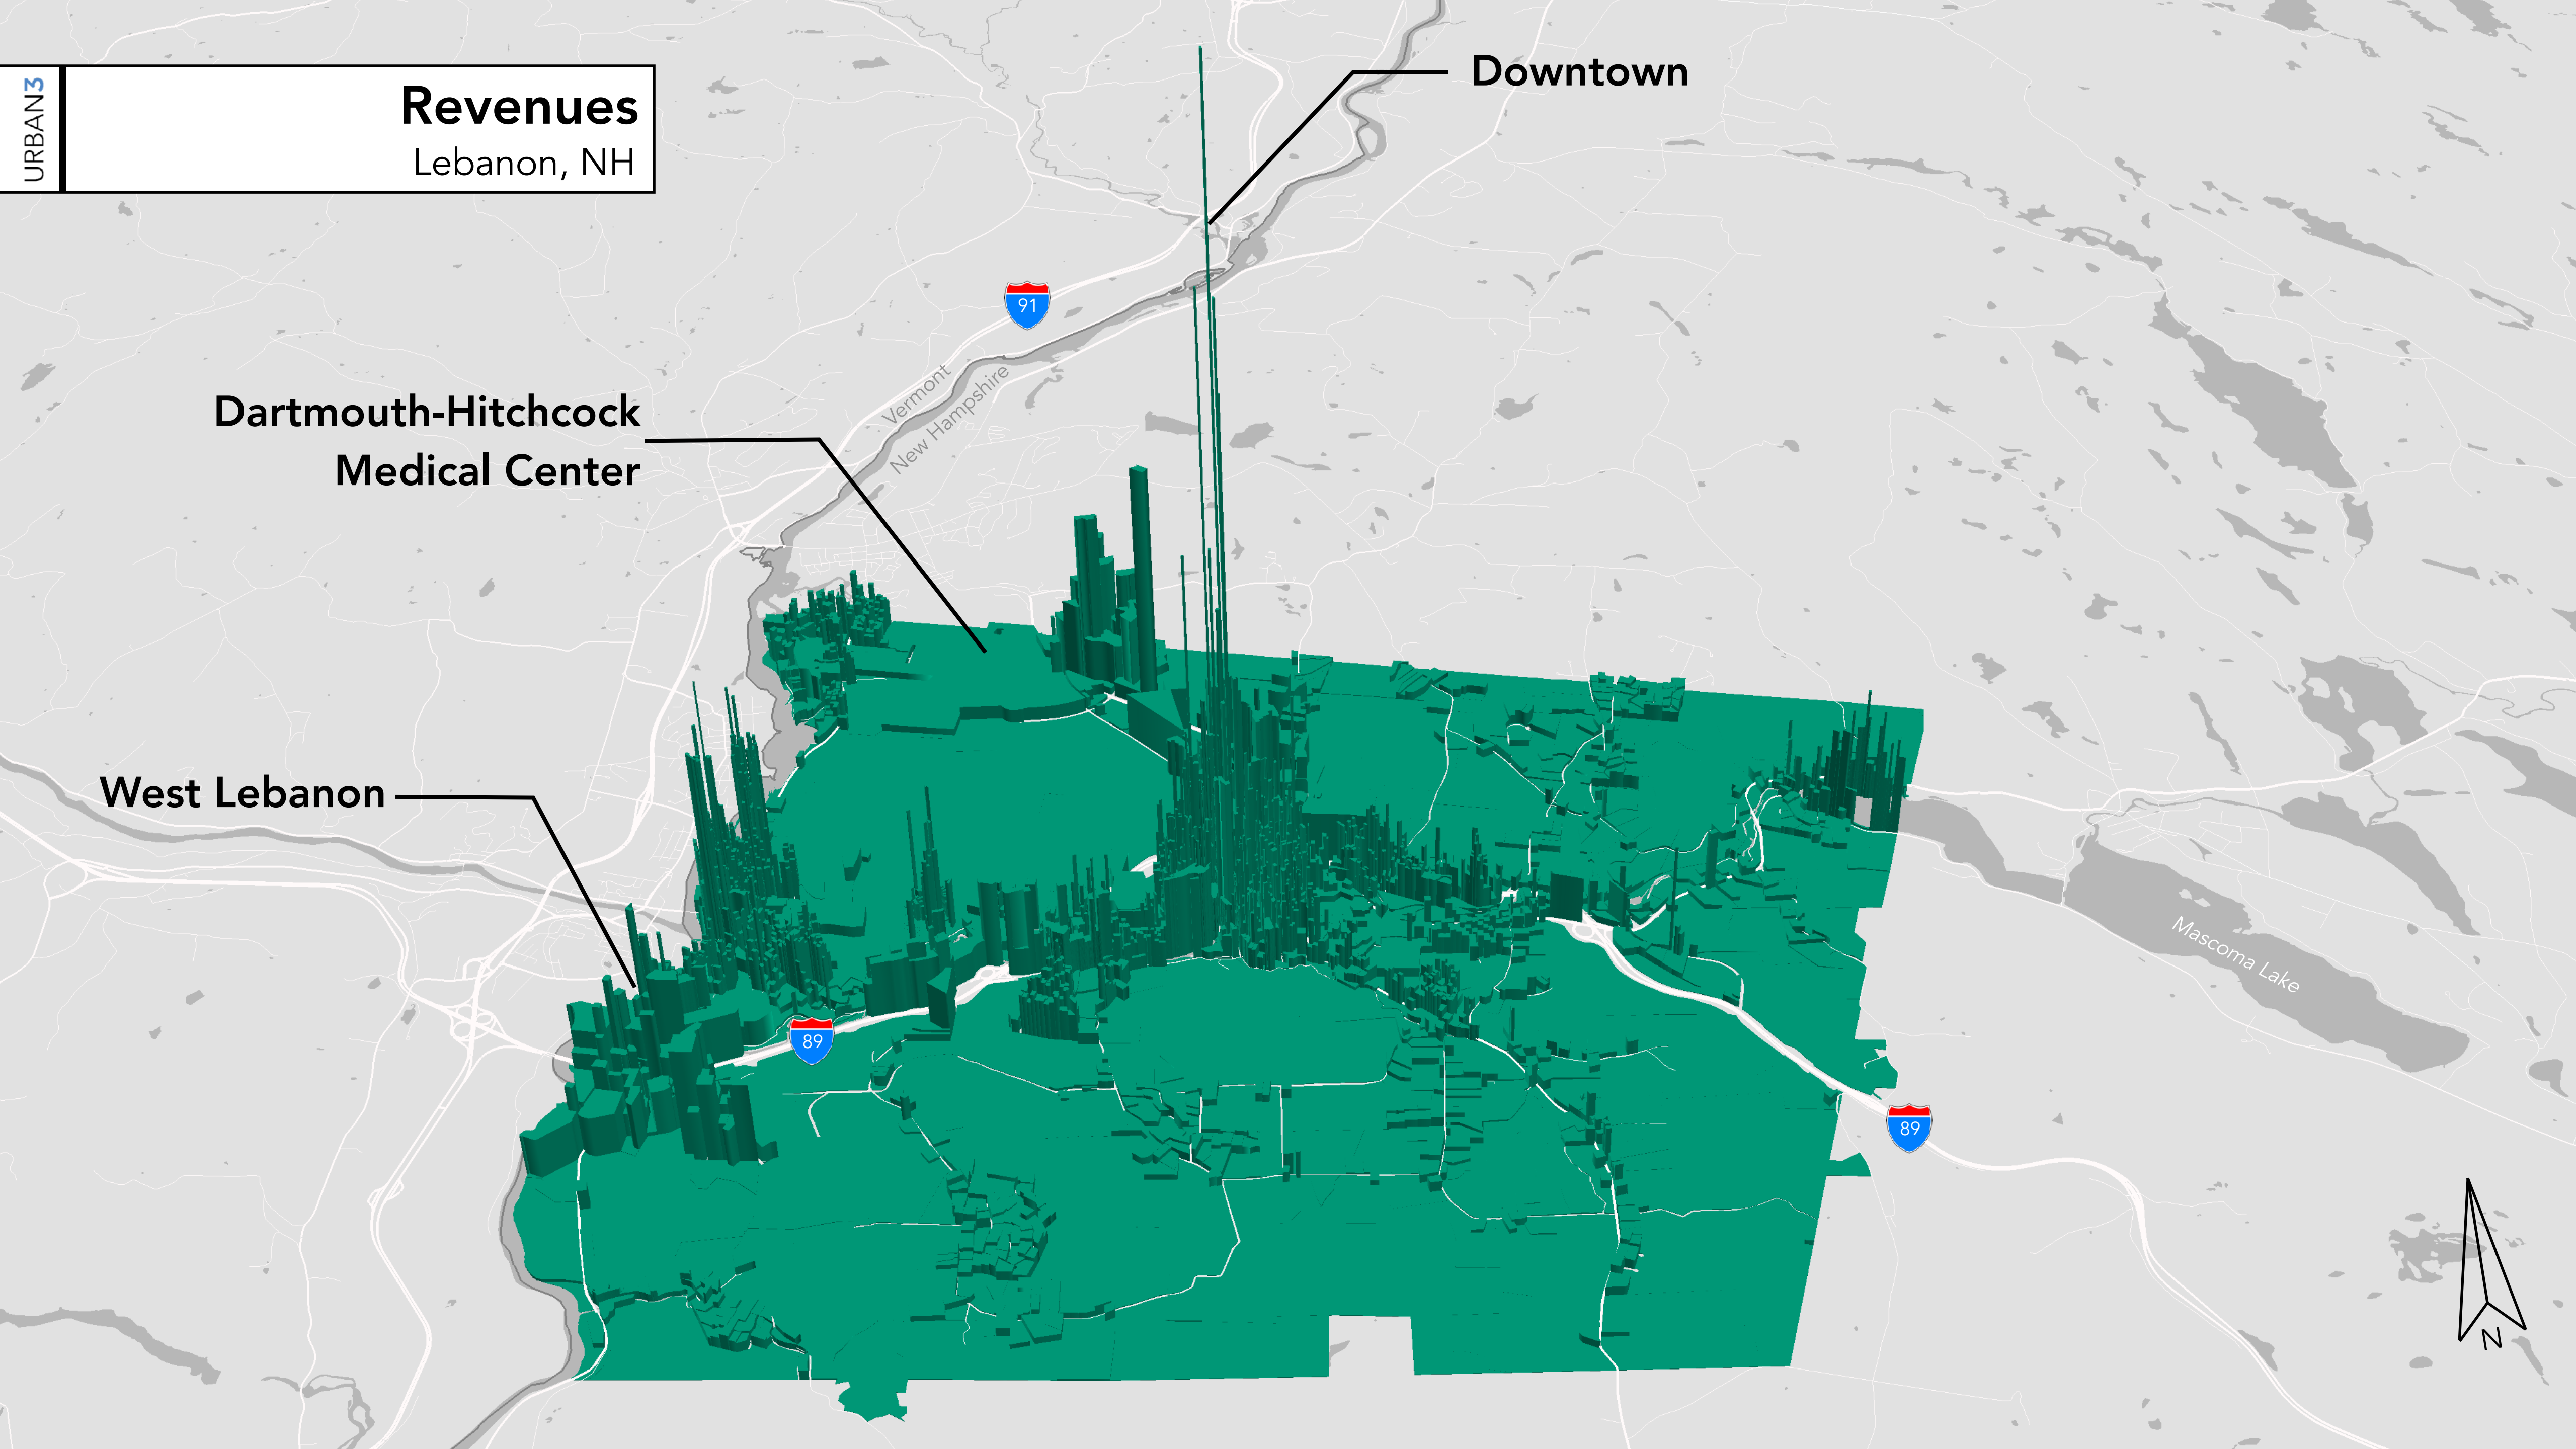 URBAN3
Revenues
Lebanon, NH
Downtown
91
Vermont
New Hampshire
Dartmouth-Hitchcock
Medical Center
West Lebanon
89
Mascoma Lake
89
N